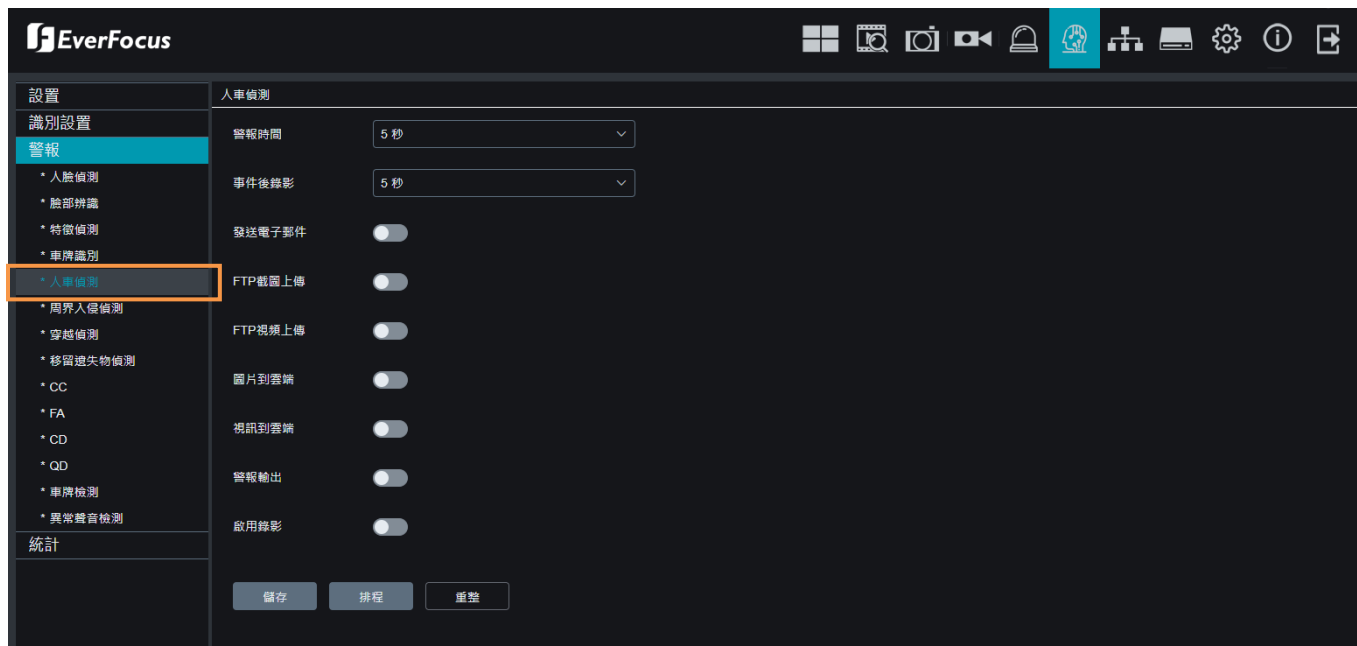 EverFocus
設置
識別設置
警報
* 人臉偵測
* 臉部辨識
* 特徵偵測
* 車牌識別
* 人車偵測
* 周界入侵偵測
* 穿越偵測
* 移留遺失物偵測
* CC
* FA
* CD
* QD
* 車牌檢測
* 異常聲音檢測
統計
人車偵測
警報時間 5 秒
事件後錄影 5 秒
發送電子郵件
FTP截圖上傳
FTP視頻上傳
圖片到雲端
視訊到雲端
警報輸出
啟用錄影
儲存 排程 重整